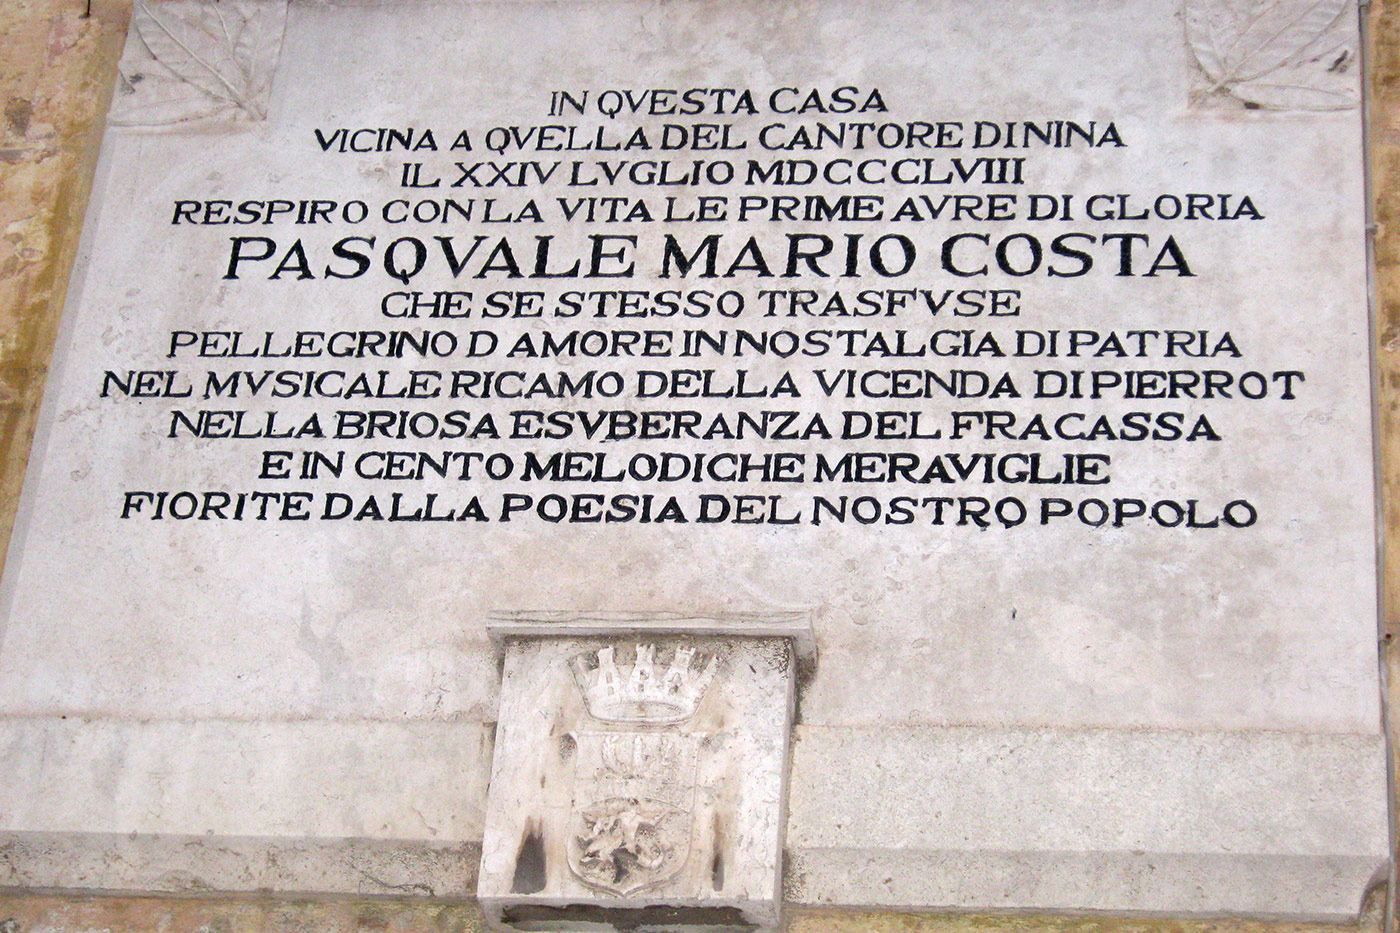 IN QVESTA CASA
VICINA A QVELLA DEL CANTORE DI NINA
IL XXIV LVGLIO MDCCCLVIII
RESPIRO CON LA VITA LE PRIME AVRE DI GLORIA
PASQVALE MARIO COSTA
CHE SE STESSO TRASFVSE
PELLEGRINO D AMORE IN NOSTALGIA DI PATRIA
NEL MVSICALE RICAMO DELLA VICENDA DI PIERROT
NELLA BRIOSA ESVBERANZA DEL FRACASSA
E IN CENTO MELODICHE MERAVIGLIE
FIORITE DALLA POESIA DEL NOSTRO POPOLO